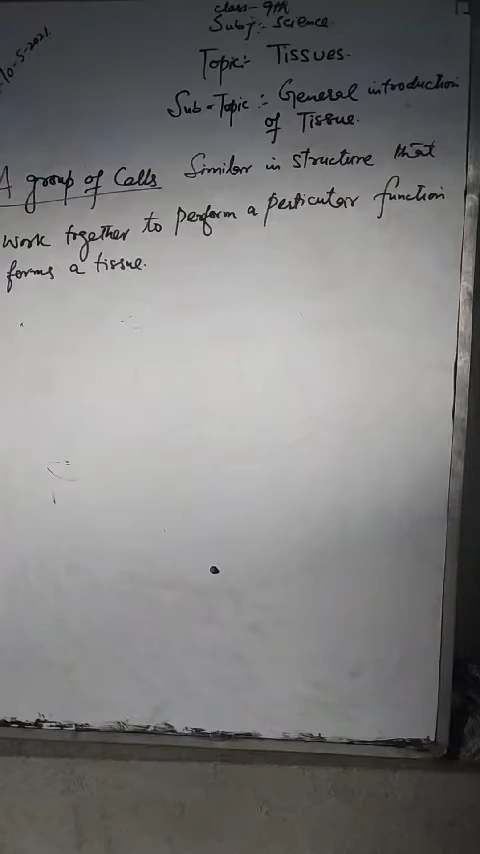 10-5-2021.
class-9th
Subj:- Science.
Topic:- Tissues.
Sub-Topic:- General introduction
of Tissue.
A group of Cells Similar in structure that
work together to perform a perticular function
forms a tissue.